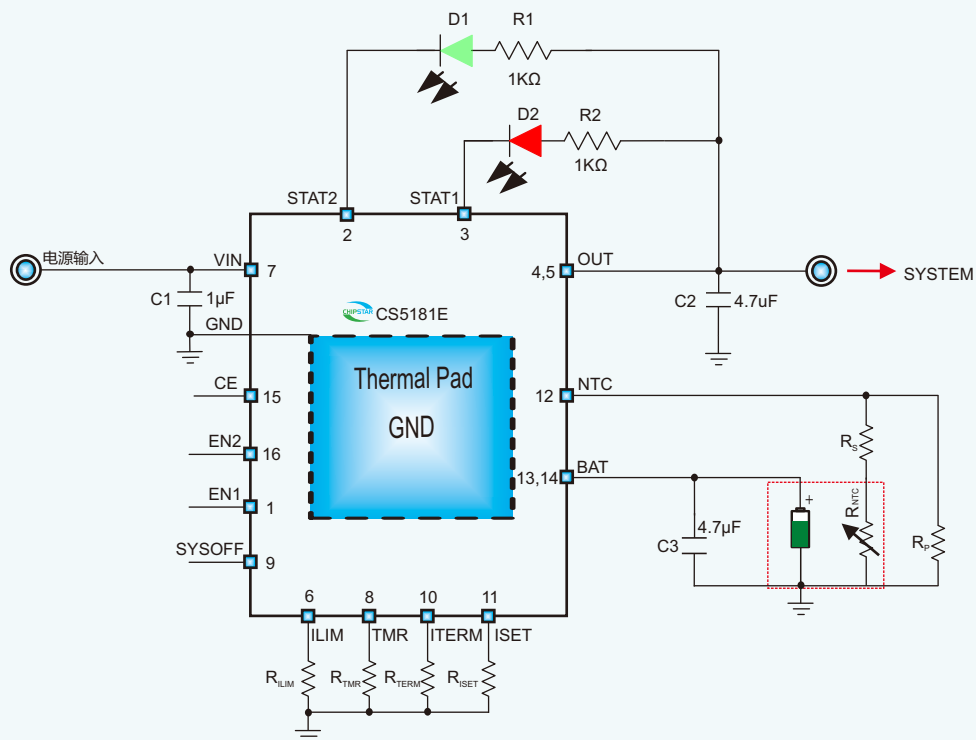 D1 R1
1KΩ
D2 R2
1KΩ
STAT2 STAT1
2 3
电源输入 VIN 7
4,5 OUT
SYSTEM
C1 1µF
C2 4.7uF
CHIPSTAR CS5181E
GND
Thermal Pad
GND
CE 15
12 NTC
EN2 16
RS
13,14 BAT
EN1 1
+
RNTC
4.7µF
C3
RP
SYSOFF 9
6 8 10 11
ILIM TMR ITERM ISET
RILIM RTMR RTERM RISET